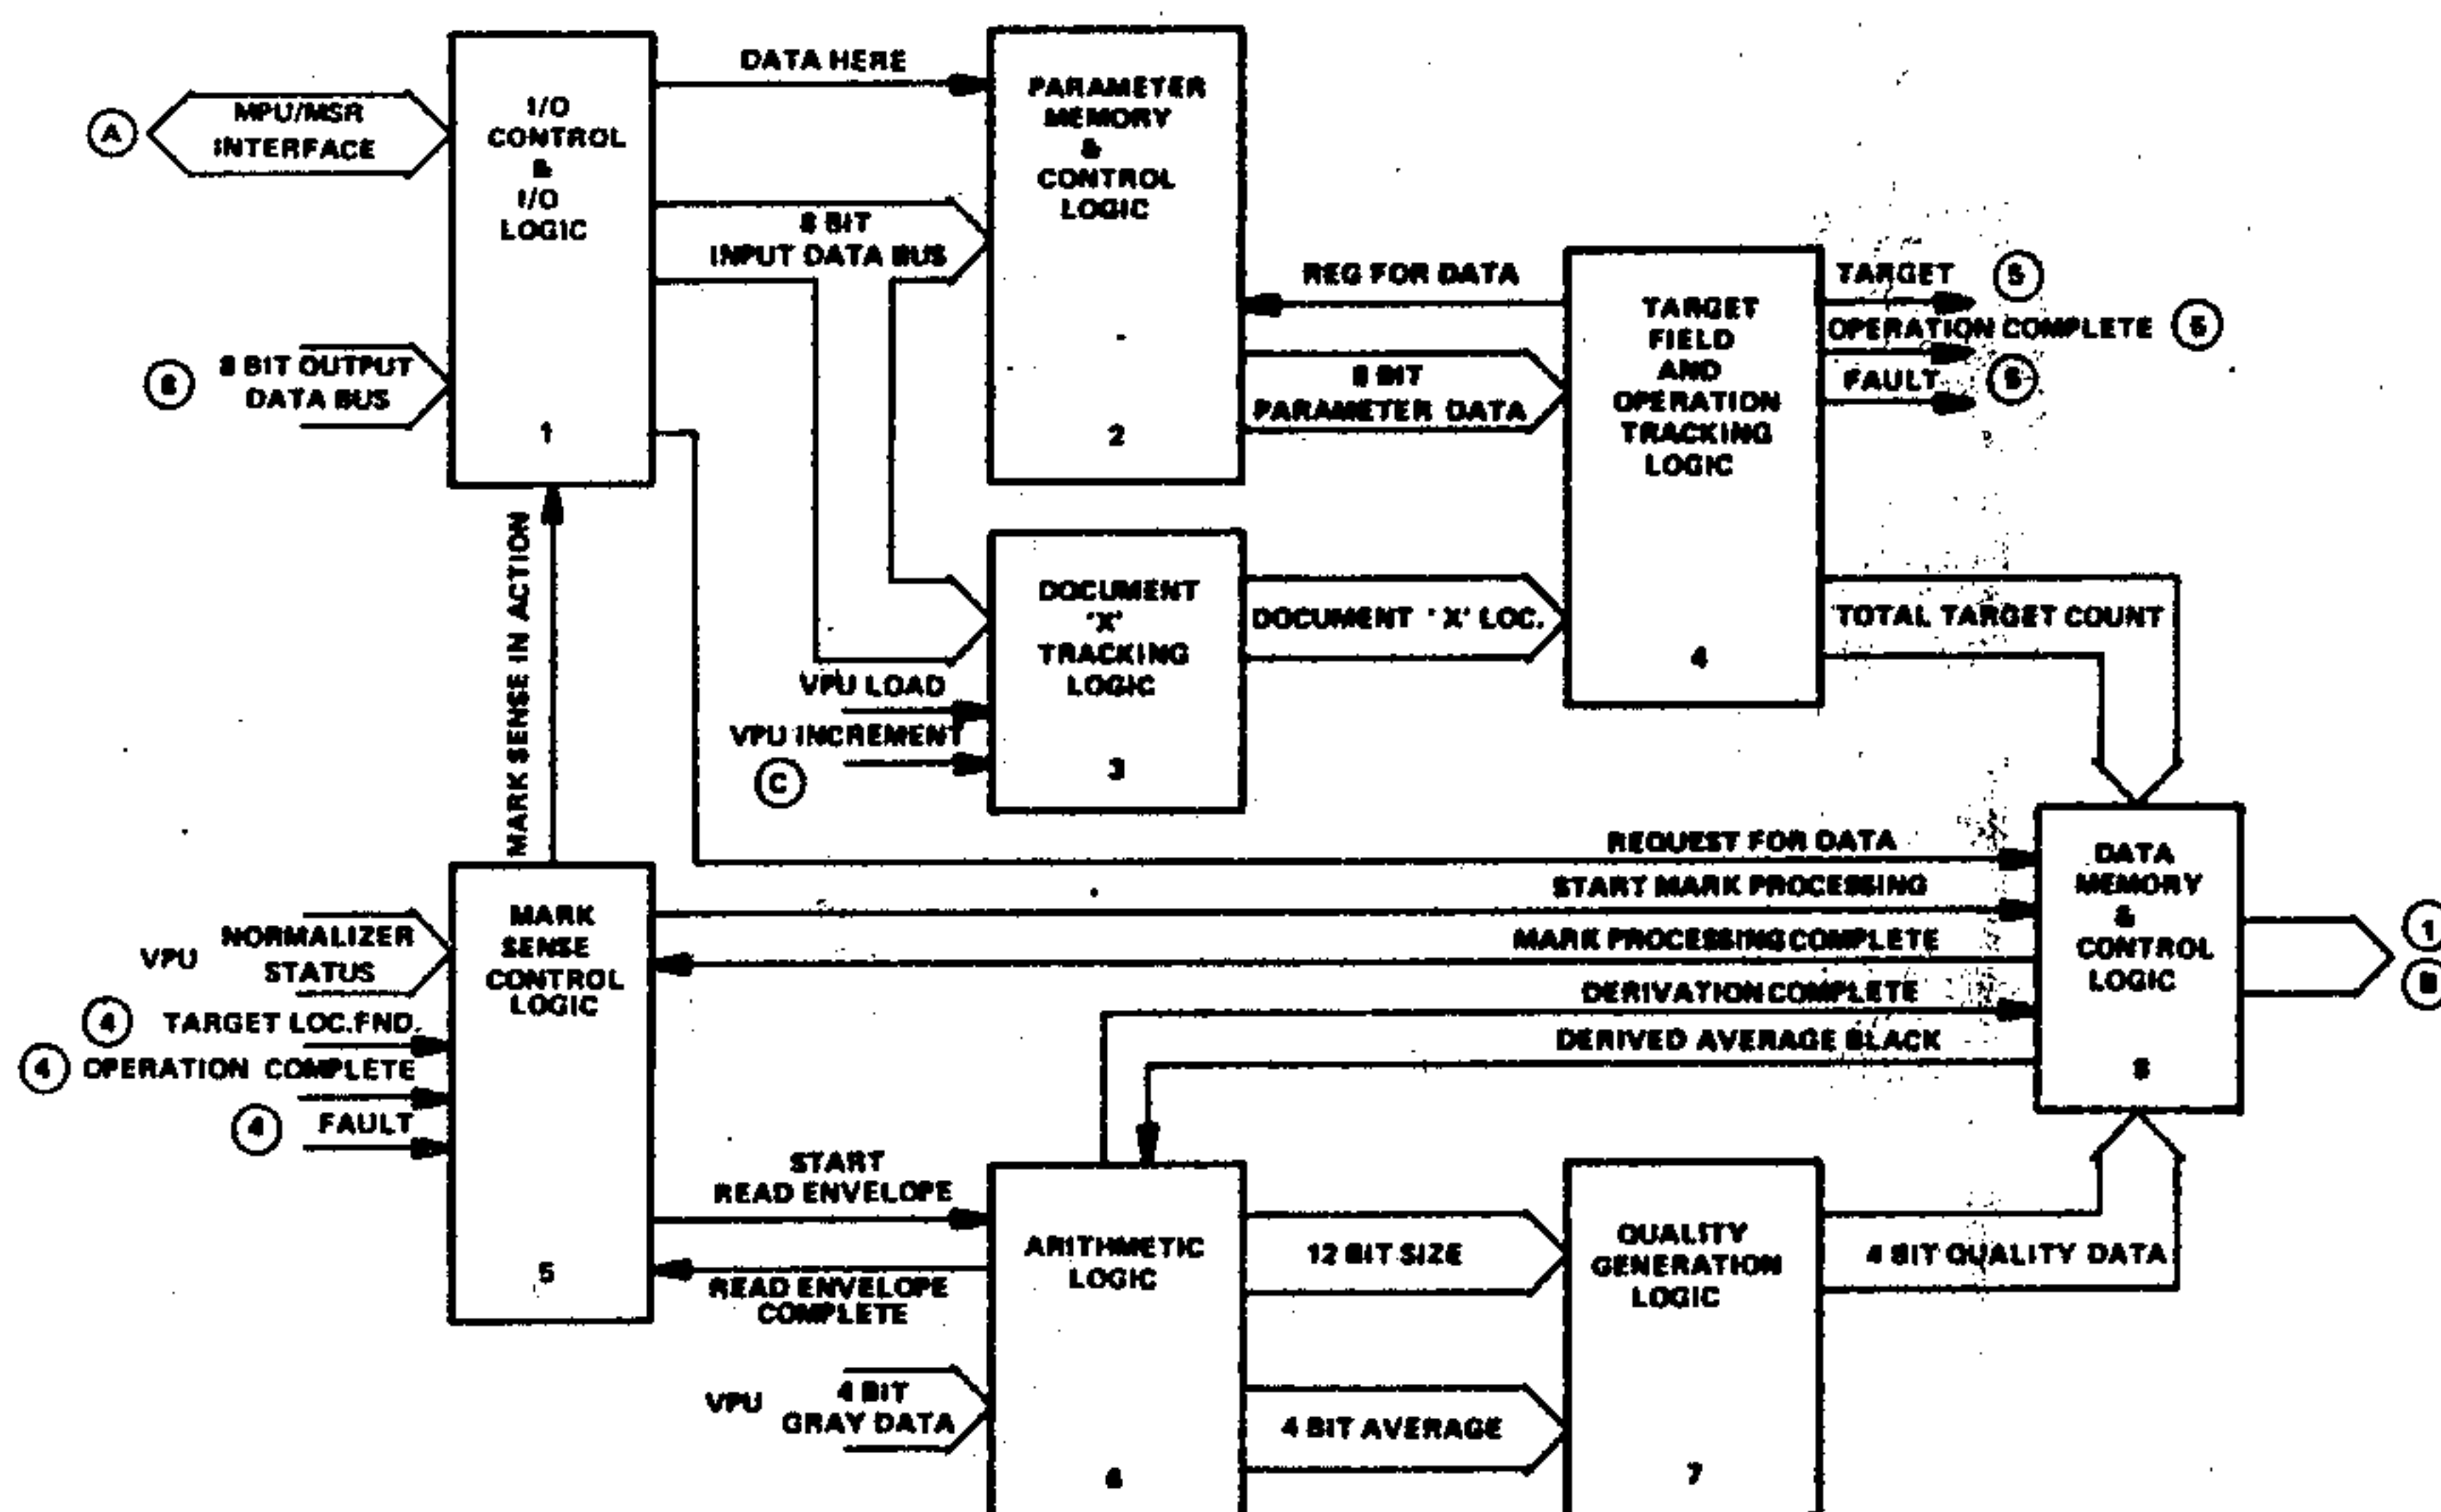 A
MPU/MSR
INTERFACE
8 BIT OUTPUT
DATA BUS
I/O
CONTROL
&
I/O
LOGIC
1
DATA HERE
8 BIT
INPUT DATA BUS
PARAMETER
MEMORY
&
CONTROL
LOGIC
2
REG FOR DATA
8 BIT
PARAMETER DATA
TARGET
FIELD
AND
OPERATION
TRACKING
LOGIC
4
TARGET
5
OPERATION COMPLETE
5
FAULT
5
MARK SENSE IN ACTION
DOCUMENT
'X'
TRACKING
LOGIC
3
VPU LOAD
VPU INCREMENT
C
DOCUMENT 'X' LOC.
TOTAL TARGET COUNT
REQUEST FOR DATA
START MARK PROCESSING
MARK PROCESSING COMPLETE
DERIVATION COMPLETE
DERIVED AVERAGE BLACK
DATA
MEMORY
&
CONTROL
LOGIC
8
1
B
VPU
NORMALIZER
STATUS
4 TARGET LOC.FND.
4 OPERATION COMPLETE
4 FAULT
MARK
SENSE
CONTROL
LOGIC
5
START
READ ENVELOPE
READ ENVELOPE
COMPLETE
VPU
4 BIT
GRAY DATA
ARITHMETIC
LOGIC
6
12 BIT SIZE
4 BIT AVERAGE
QUALITY
GENERATION
LOGIC
7
4 BIT QUALITY DATA